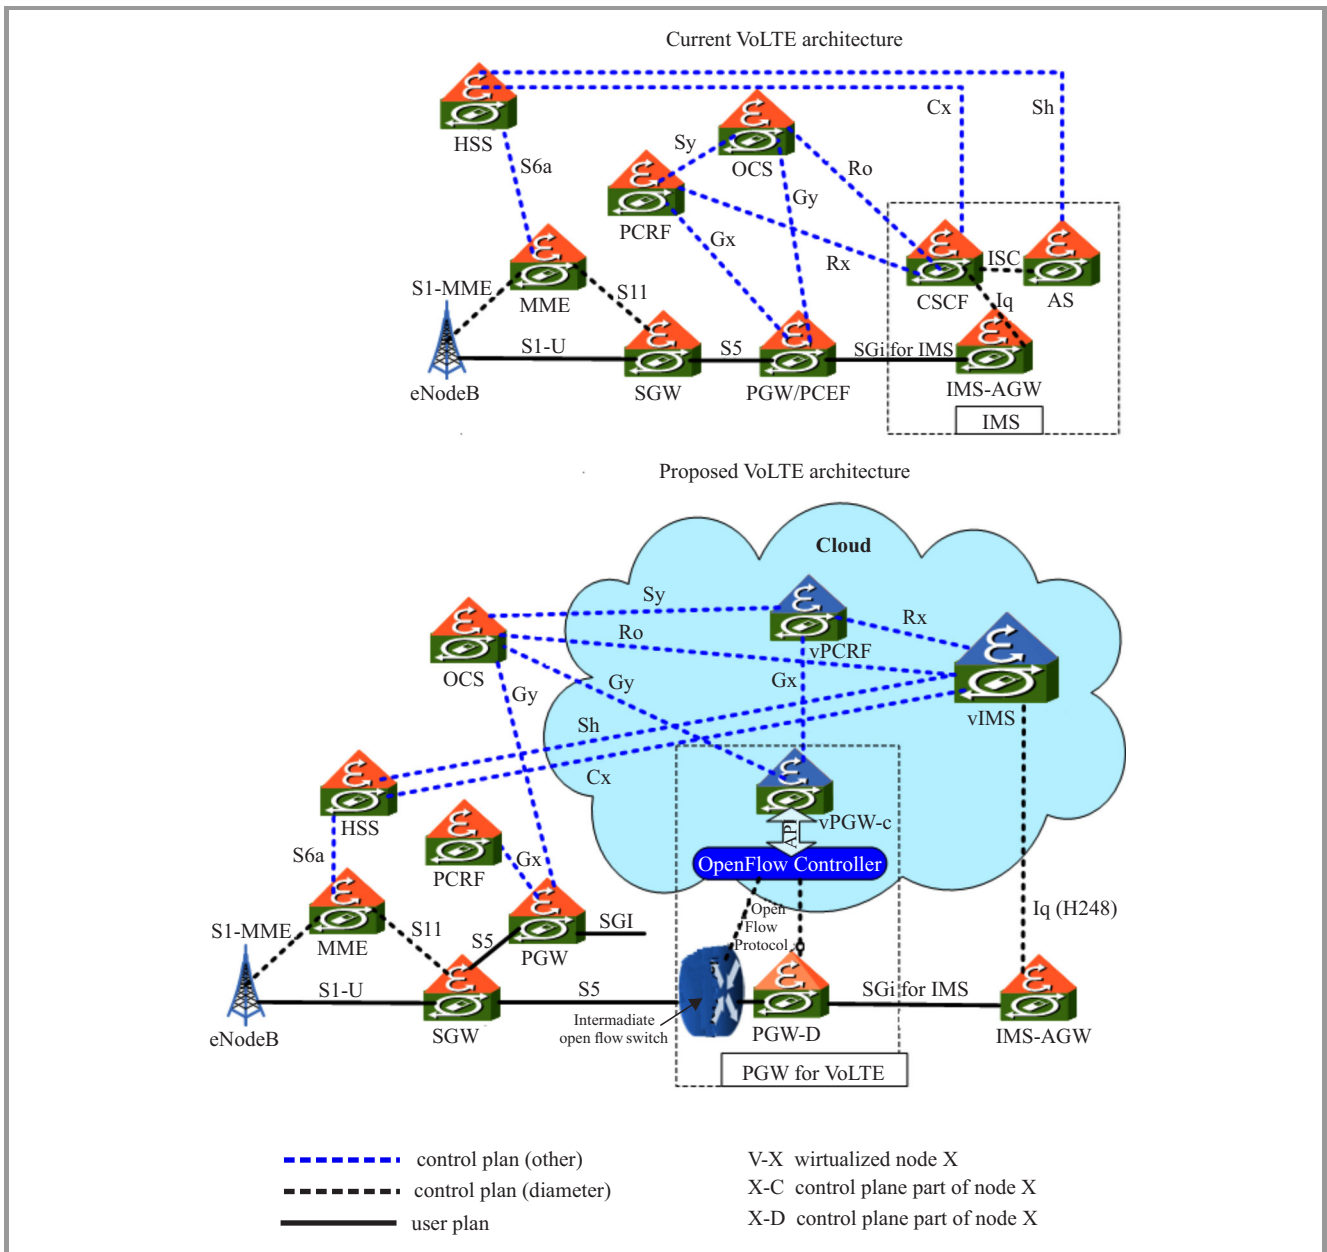 Current VoLTE architecture
Cx
Sh
HSS
Sy
OCS
S6a
Ro
Gy
PCRF
Gx
Rx
ISC
S1-MME
S11
MME
CSCF
AS
Iq
S1-U
S5
SGi for IMS
eNodeB
SGW
PGW/PCEF
IMS-AGW
IMS
Proposed VoLTE architecture
Cloud
Sy
Rx
Ro
vPCRF
OCS
Gy
Gx
Gy
vIMS
Sh
Cx
HSS
vPGW-c
API
S6a
PCRF
Gx
OpenFlow Controller
Open
Flow
Protocol
Iq (H248)
S1-MME
MME
S11
SGI
S5
PGW
S1-U
S5
SGi for IMS
eNodeB
SGW
Intermadiate
open flow switch
PGW-D
IMS-AGW
PGW for VoLTE
control plan (other)
control plan (diameter)
user plan
V-X wirtualized node X
X-C control plane part of node X
X-D control plane part of node X